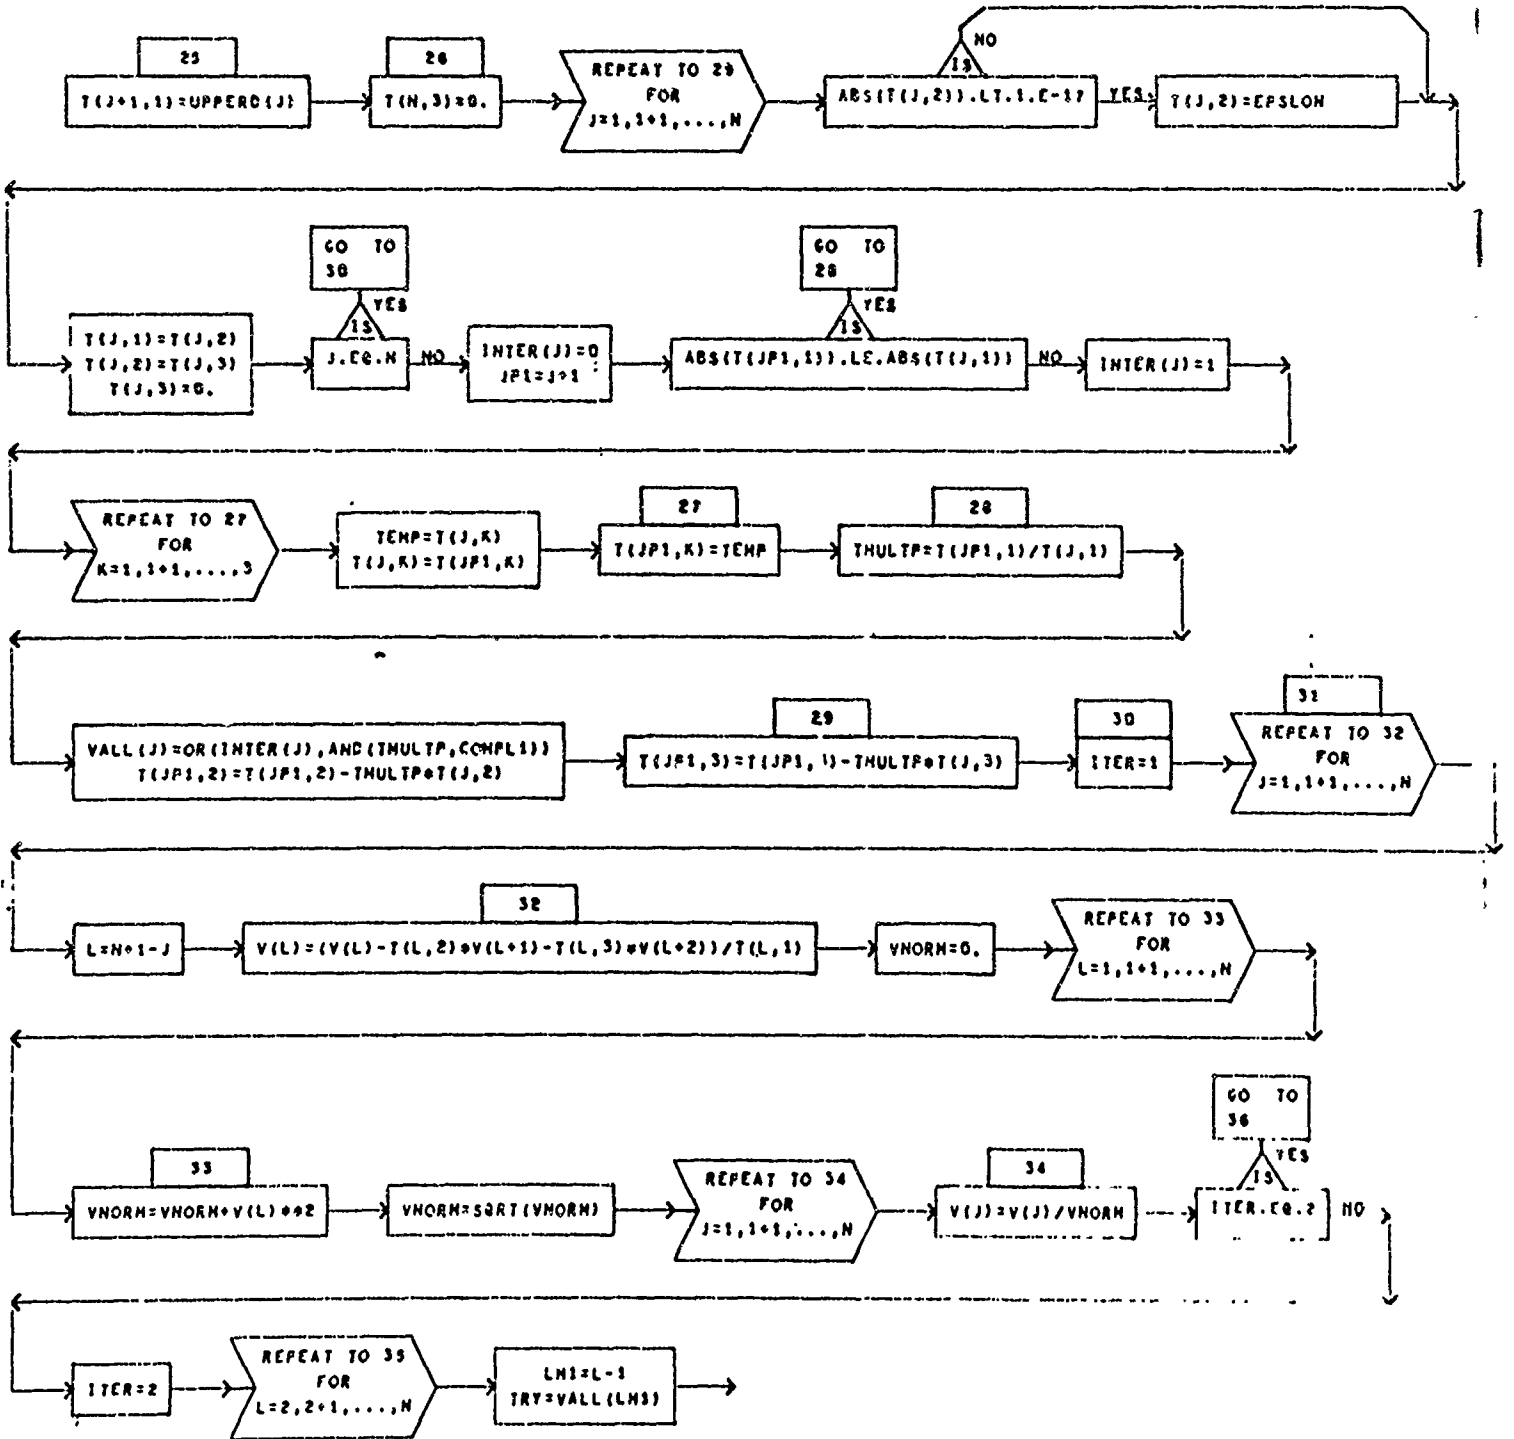 25
T(J+1,1)=UPPERD(J)
26
T(N,3)=0.
REPEAT TO 29
FOR
J=1,1+1,...,N
NO
IS
ABS(T(J,2)).LT.1.E-17
YES
T(J,2)=EPSLON
GO TO
30
YES
IS
T(J,1)=T(J,2)
T(J,2)=T(J,3)
T(J,3)=0.
J.EQ.N
NO
INTER(J)=0
JP1=J+1
GO TO
28
YES
IS
ABS(T(JP1,1)).LE.ABS(T(J,1))
NO
INTER(J)=1
REPEAT TO 27
FOR
K=1,1+1,...,3
TEMP=T(J,K)
T(J,K)=T(JP1,K)
27
T(JP1,K)=TEMP
28
TMULTP=T(JP1,1)/T(J,1)
VALL(J)=OR(INTER(J),AND(TMULTP,COMPL1))
T(JP1,2)=T(JP1,2)-TMULTP*T(J,2)
29
T(JP1,3)=T(JP1, )-TMULTP*T(J,3)
30
ITER=1
31
REPEAT TO 32
FOR
J=1,1+1,...,N
L=N+1-J
32
V(L)=(V(L)-T(L,2)*V(L+1)-T(L,3)*V(L+2))/T(L,1)
VNORM=0.
REPEAT TO 33
FOR
L=1,1+1,...,N
33
VNORM=VNORM+V(L)**2
VNORM=SQRT(VNORM)
REPEAT TO 34
FOR
J=1,1+1,...,N
34
V(J)=V(J)/VNORM
GO TO
36
YES
IS
ITER.EQ.2
NO
ITER=2
REPEAT TO 35
FOR
L=2,2+1,...,N
LM1=L-1
TRY=VALL(LM1)